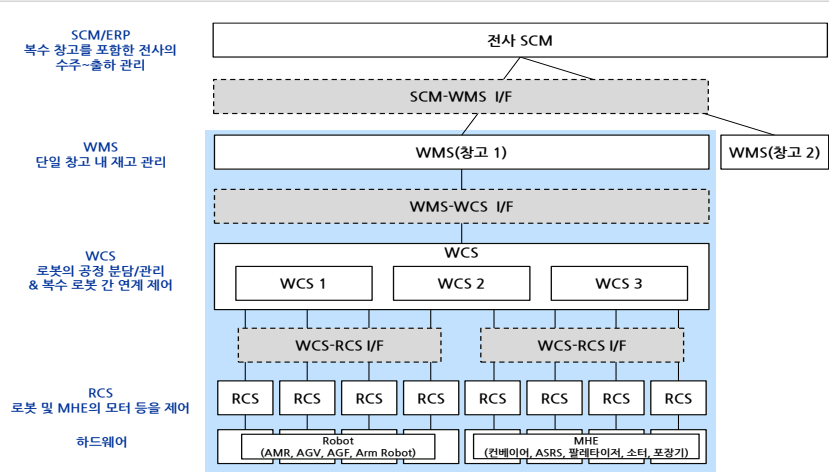 SCM/ERP
복수 창고를 포함한 전사의
수주~출하 관리
전사 SCM
SCM-WMS I/F
WMS
단일 창고 내 재고 관리
WMS(창고 1)
WMS(창고 2)
WMS-WCS I/F
WCS
로봇의 공정 분담/관리
& 복수 로봇 간 연계 제어
WCS
WCS 1
WCS 2
WCS 3
WCS-RCS I/F
WCS-RCS I/F
RCS
로봇 및 MHE의 모터 등을 제어
RCS
RCS
RCS
RCS
RCS
RCS
RCS
RCS
하드웨어
Robot
(AMR, AGV, AGF, Arm Robot)
MHE
(컨베이어, ASRS, 팔레타이저, 소터, 포장기)